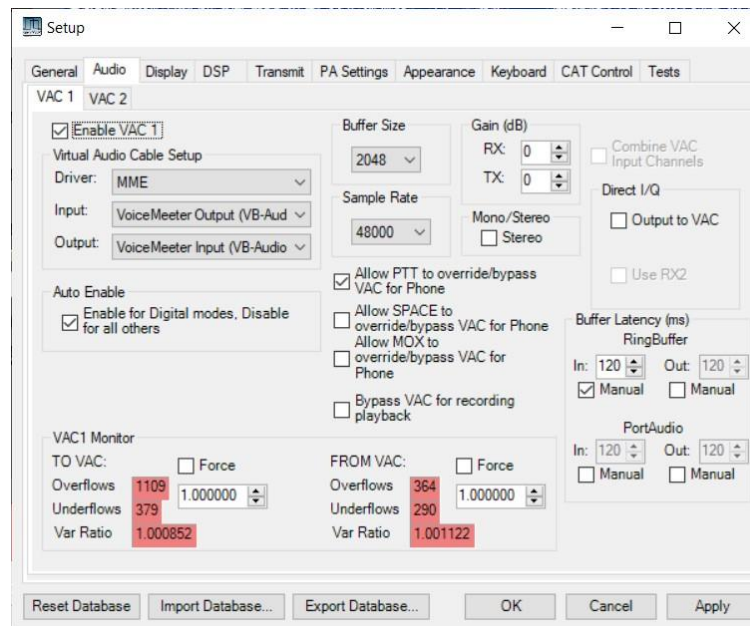 Setup
General Audio Display DSP Transmit PA Settings Appearance Keyboard CAT Control Tests
VAC 1 VAC 2
Enable VAC 1
Virtual Audio Cable Setup
Driver: MME
Input: VoiceMeeter Output (VB-Aud
Output: VoiceMeeter Input (VB-Audio
Auto Enable
Enable for Digital modes, Disable
for all others
Buffer Size
2048
Sample Rate
48000
Gain (dB)
RX: 0
TX: 0
Mono/Stereo
Stereo
Combine VAC
Input Channels
Direct I/Q
Output to VAC
Use RX2
Allow PTT to override/bypass
VAC for Phone
Allow SPACE to
override/bypass VAC for Phone
Allow MOX to
override/bypass VAC for
Phone
Bypass VAC for recording
playback
Buffer Latency (ms)
RingBuffer
In: 120 Out: 120
Manual Manual
PortAudio
In: 120 Out: 120
Manual Manual
VAC1 Monitor
TO VAC: Force
Overflows 1109 1.000000
Underflows 379
Var Ratio 1.000852
FROM VAC: Force
Overflows 364 1.000000
Underflows 290
Var Ratio 1.001122
Reset Database Import Database... Export Database... OK Cancel Apply